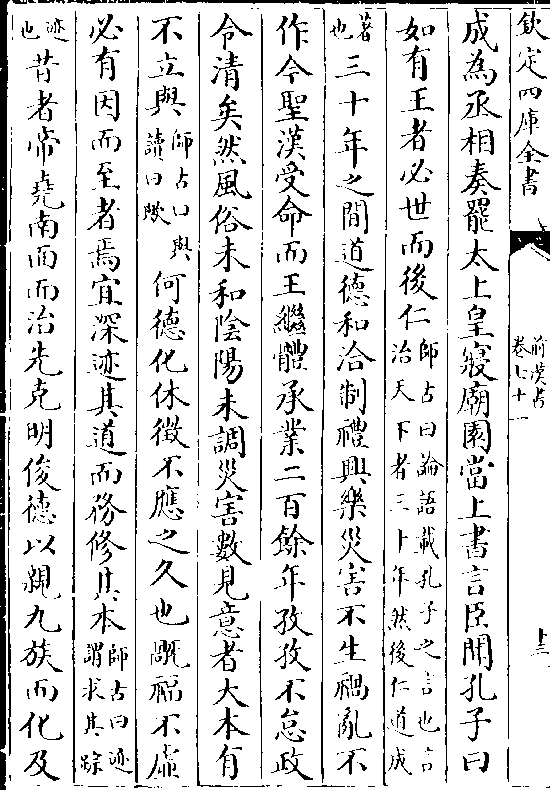 欽定四庫全書
前漢書
卷七十一
十三
成為丞相奏罷太上皇寢廟園當上書言臣聞孔子曰
如有王者必世而後仁師古曰論語載孔子之言也言治天下者三十年然後仁道成
著也三十年之間道德和洽制禮興樂災害不生禍亂不
作今聖漢受命而王繼體承業二百餘年孜孜不怠政
令清矣然風俗未和陰陽未調災害數見意者大本有
不立與師古曰與讀曰歟何德化休徵不應之久也禍福不虛
必有因而至者焉宜深迹其道而務修其本師古曰迹謂求其踪
迹也昔者帝堯南面而治先克明俊德以親九族而化及